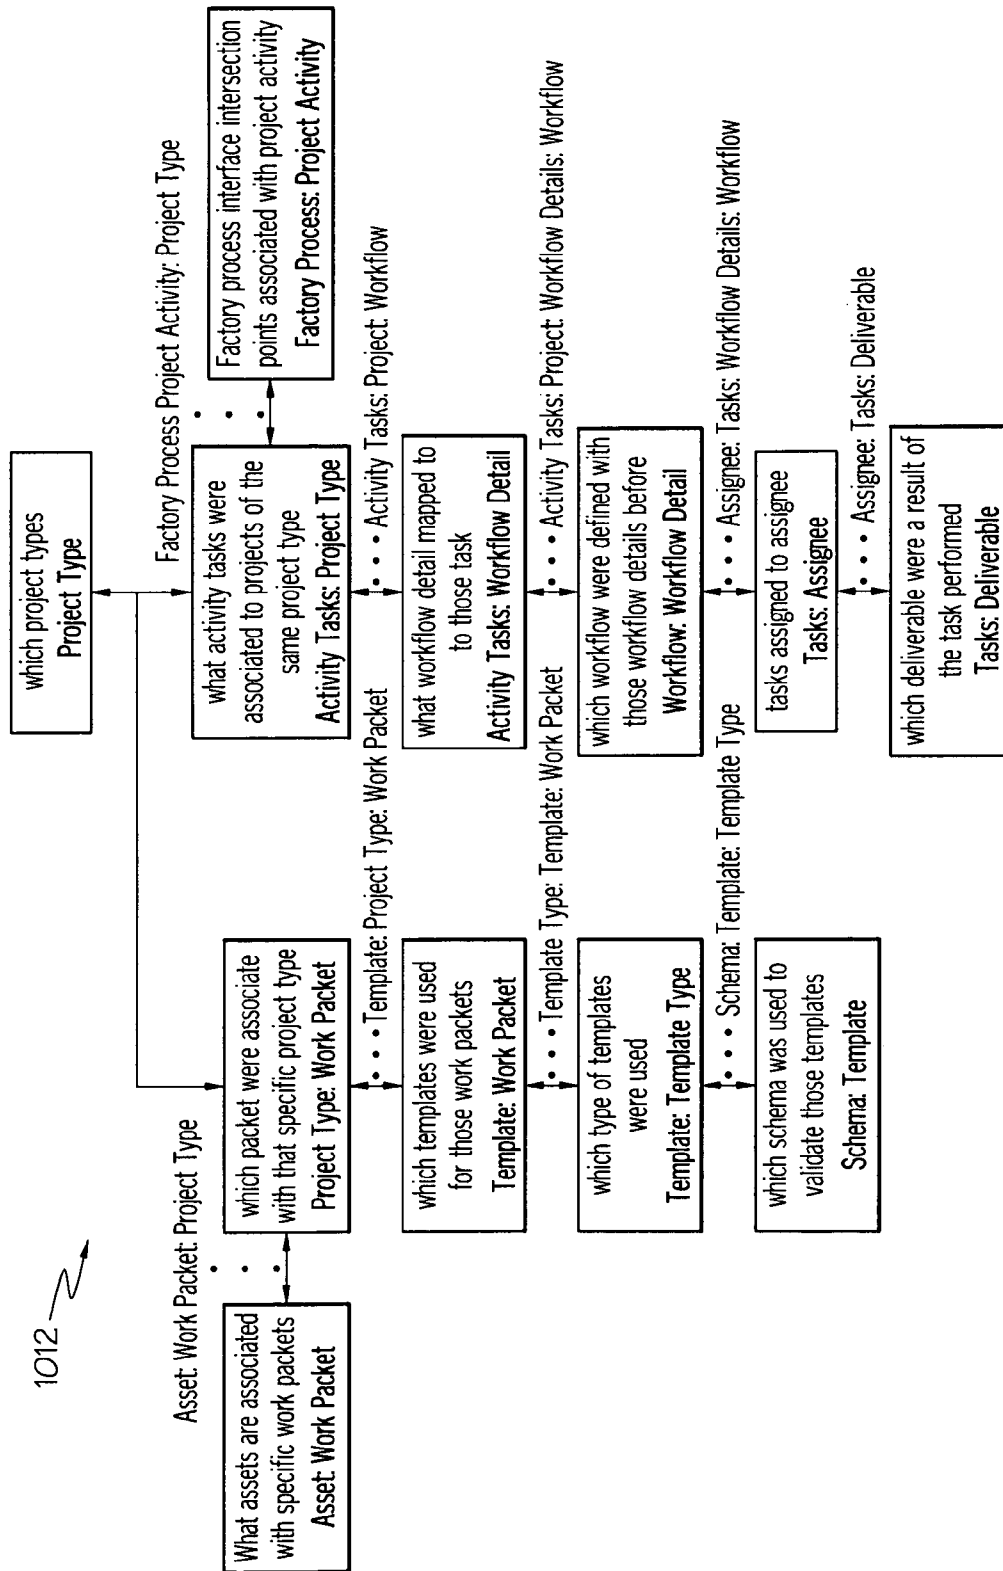 1012
which project types
Project Type
Asset: Work Packet: Project Type
Factory Process Project Activity: Project Type
What assets are associated
with specific work packets
Asset: Work Packet
which packet were associate
with that specific project type
Project Type: Work Packet
what activity tasks were
associated to projects of the
same project type
Activity Tasks: Project Type
Factory process interface intersection
points associated with project activity
Factory Process: Project Activity
Template: Project Type: Work Packet
Activity Tasks: Project: Workflow
which templates were used
for those work packets
Template: Work Packet
what workflow detail mapped to
to those task
Activity Tasks: Workflow Detail
Template Type: Template: Work Packet
Activity Tasks: Project: Workflow Details: Workflow
which type of templates
were used
Template: Template Type
which workflow were defined with
those workflow details before
Workflow: Workflow Detail
Schema: Template: Template Type
Assignee: Tasks: Workflow Details: Workflow
which schema was used to
validate those templates
Schema: Template
tasks assigned to assignee
Tasks: Assignee
Assignee: Tasks: Deliverable
which deliverable were a result of
the task performed
Tasks: Deliverable